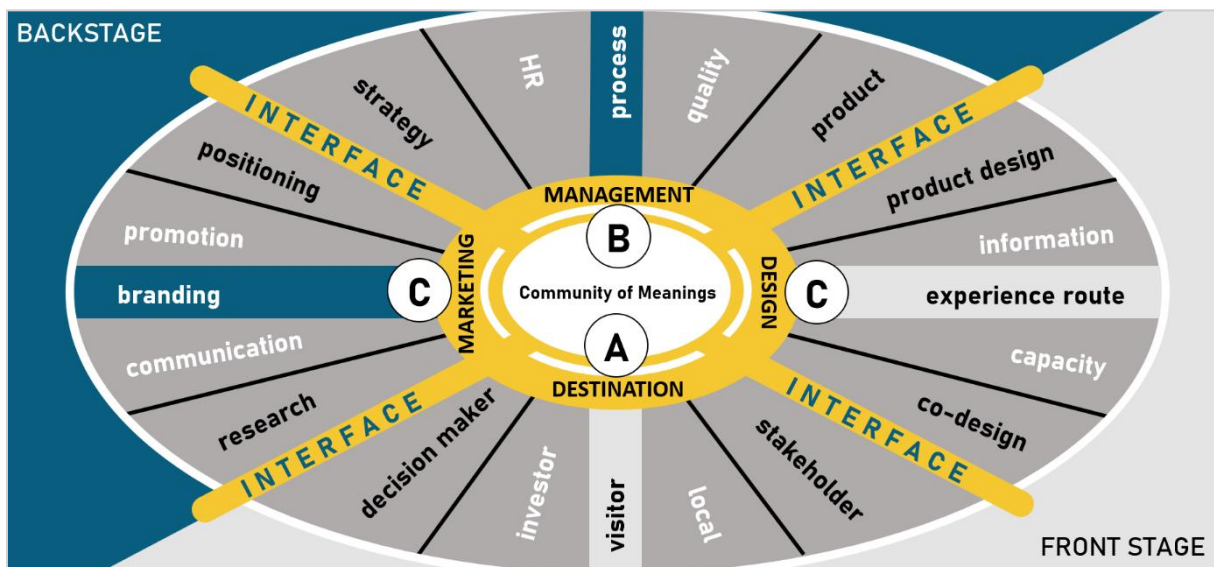 BACKSTAGE
HR
process
quality
strategy
product
INTERFACE
INTERFACE
positioning
product design
promotion
information
MANAGEMENT
B
branding
C
MARKETING
Community of Meanings
DESIGN
C
experience route
communication
capacity
A
DESTINATION
research
co-design
INTERFACE
INTERFACE
decision maker
stakeholder
investor
visitor
local
FRONT STAGE